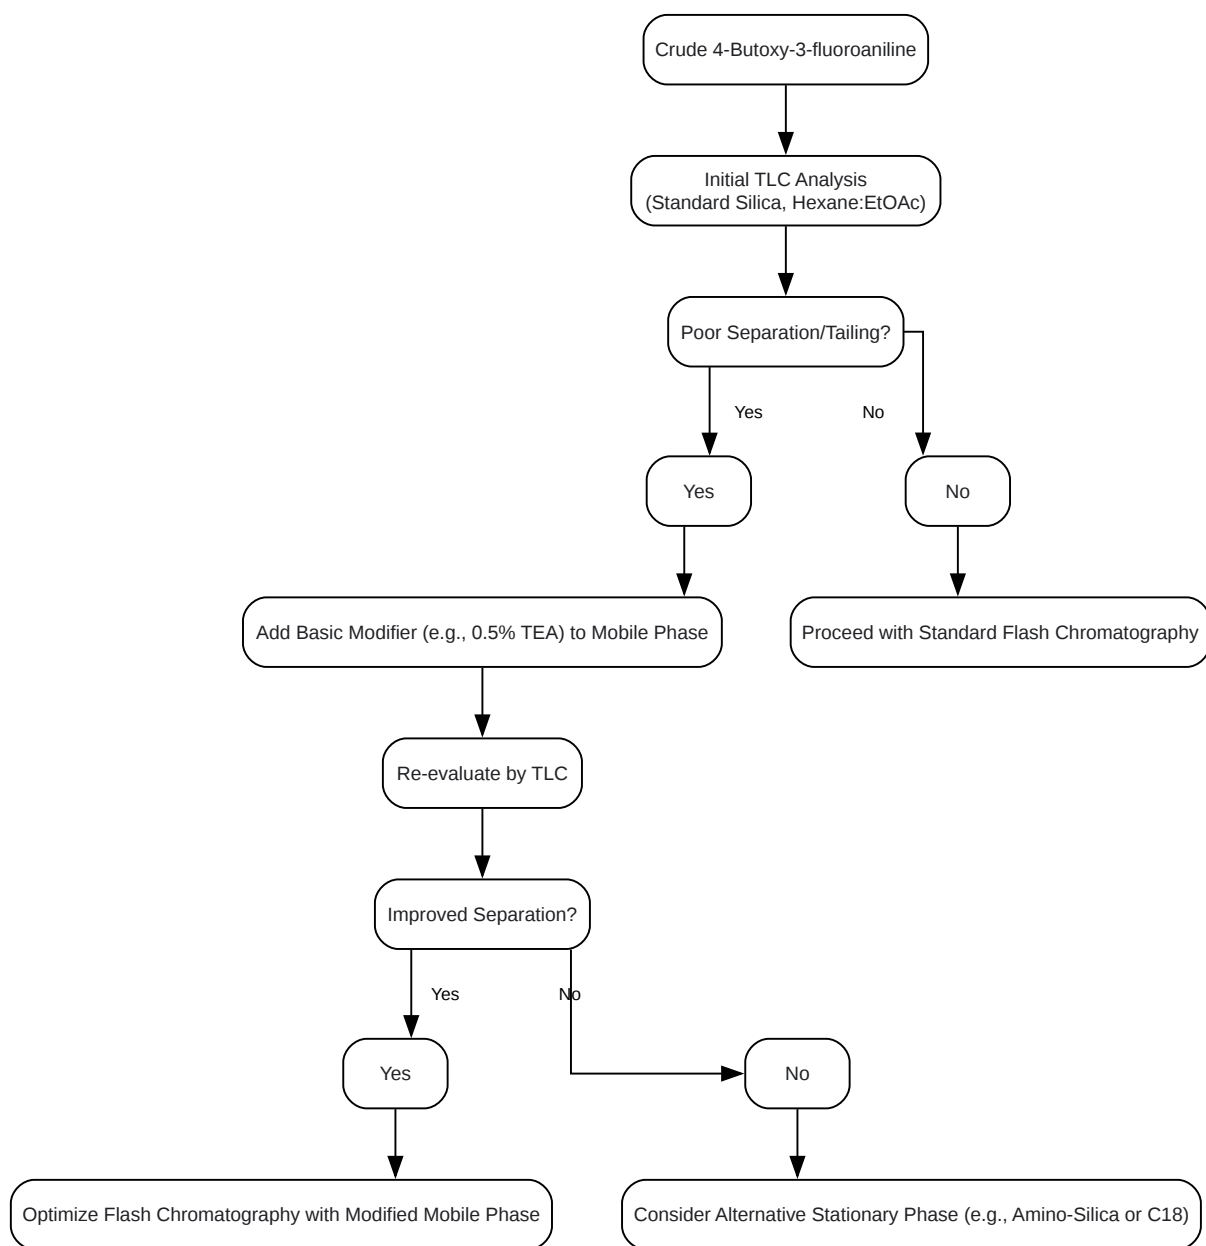 Crude 4-Butoxy-3-fluoroaniline
Initial TLC Analysis
(Standard Silica, Hexane:EtOAc)
Poor Separation/Tailing?
Yes
No
Yes
No
Add Basic Modifier (e.g., 0.5% TEA) to Mobile Phase
Proceed with Standard Flash Chromatography
Re-evaluate by TLC
Improved Separation?
Yes
No
Yes
No
Optimize Flash Chromatography with Modified Mobile Phase
Consider Alternative Stationary Phase (e.g., Amino-Silica or C18)